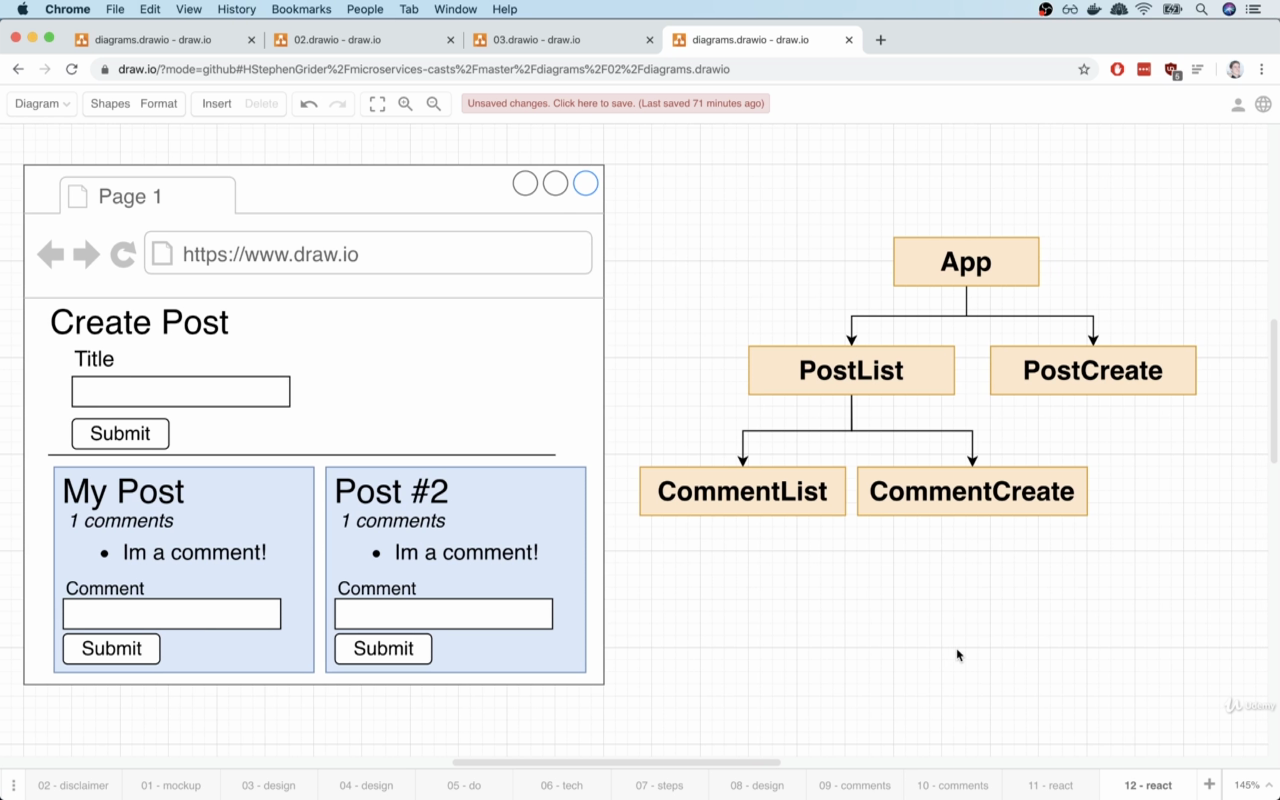 Chrome File Edit View History Bookmarks People Tab Window Help
diagrams.drawio - draw.io
02.drawio - draw.io
03.drawio - draw.io
diagrams.drawio - draw.io
draw.io/?mode=github#HStephenGrider%2Fmicroservices-casts%2Fmaster%2Fdiagrams%2F02%2Fdiagrams.drawio
Diagram Shapes Format Insert Delete
Unsaved changes. Click here to save. (Last saved 71 minutes ago)
Page 1
https://www.draw.io
Create Post
Title
Submit
My Post
1 comments
• Im a comment!
Comment
Submit
Post #2
1 comments
• Im a comment!
Comment
Submit
App
PostList
PostCreate
CommentList
CommentCreate
Udemy
02 - disclaimer
01 - mockup
03 - design
04 - design
05 - do
06 - tech
07 - steps
08 - design
09 - comments
10 - comments
11 - react
12 - react
145%